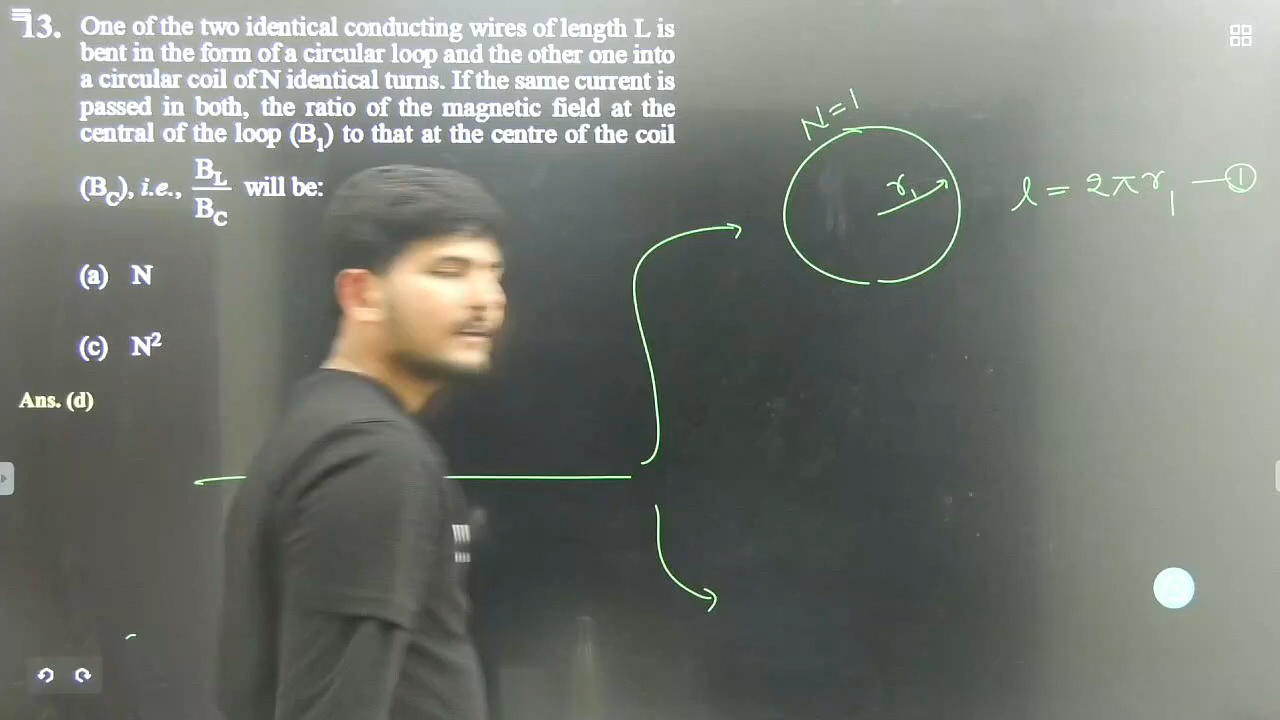 13. One of the two identical conducting wires of length L is
bent in the form of a circular loop and the other one into
a circular coil of N identical turns. If the same current is
passed in both, the ratio of the magnetic field at the
central of the loop (B₁) to that at the centre of the coil
(B_C), i.e., B_L/B_C will be:
(a) N
(c) N²
Ans. (d)
N=1
r₁
l = 2πr₁ —①